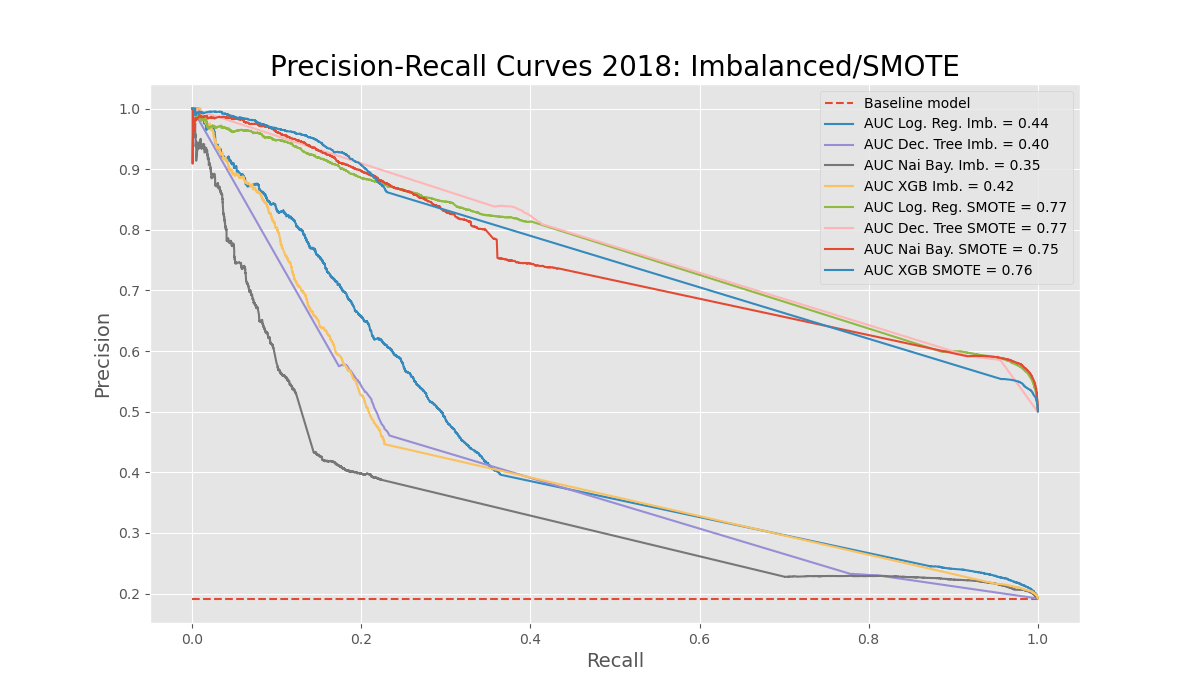 Precision-Recall Curves 2018: Imbalanced/SMOTE
Baseline model
AUC Log. Reg. Imb. = 0.44
AUC Dec. Tree Imb. = 0.40
AUC Nai Bay. Imb. = 0.35
AUC XGB Imb. = 0.42
AUC Log. Reg. SMOTE = 0.77
AUC Dec. Tree SMOTE = 0.77
AUC Nai Bay. SMOTE = 0.75
AUC XGB SMOTE = 0.76
Precision
1.0
0.9
0.8
0.7
0.6
0.5
0.4
0.3
0.2
0.0 0.2 0.4 0.6 0.8 1.0
Recall